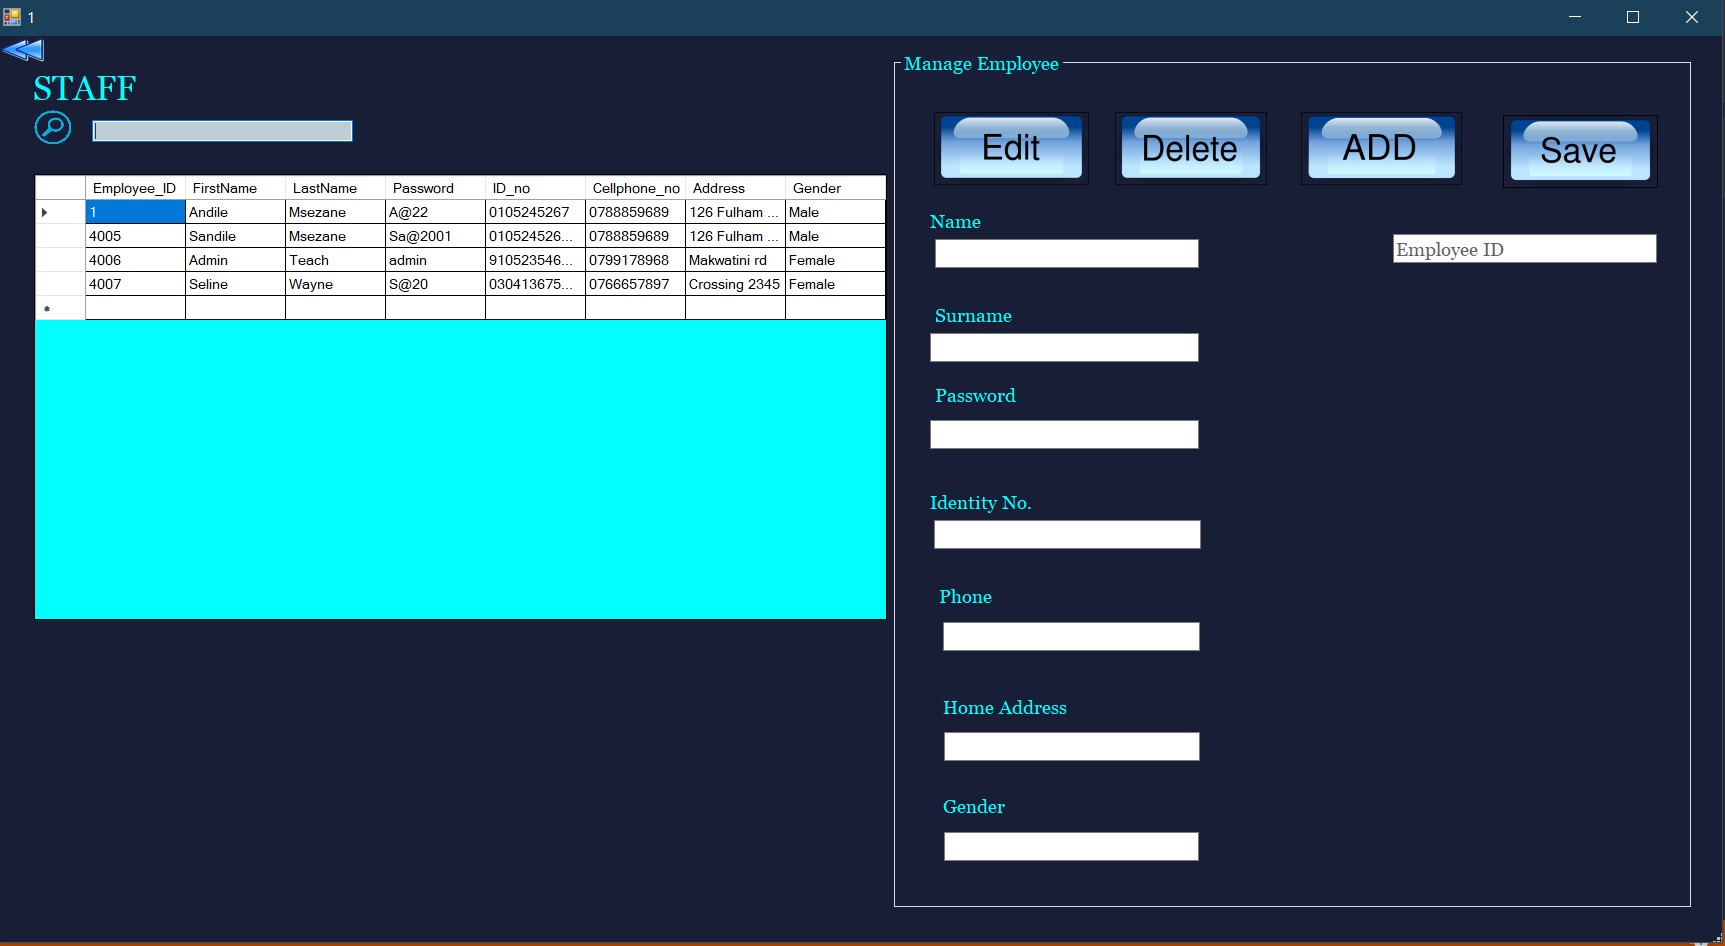 1
STAFF
Employee_ID FirstName LastName Password ID_no Cellphone_no Address Gender
1 Andile Msezane A@22 0105245267 0788859689 126 Fulham ... Male
4005 Sandile Msezane Sa@2001 010524526... 0788859689 126 Fulham ... Male
4006 Admin Teach admin 910523546... 0799178968 Makwatini rd Female
4007 Seline Wayne S@20 030413675... 0766657897 Crossing 2345 Female
Manage Employee
Edit Delete ADD Save
Name
Employee ID
Surname
Password
Identity No.
Phone
Home Address
Gender